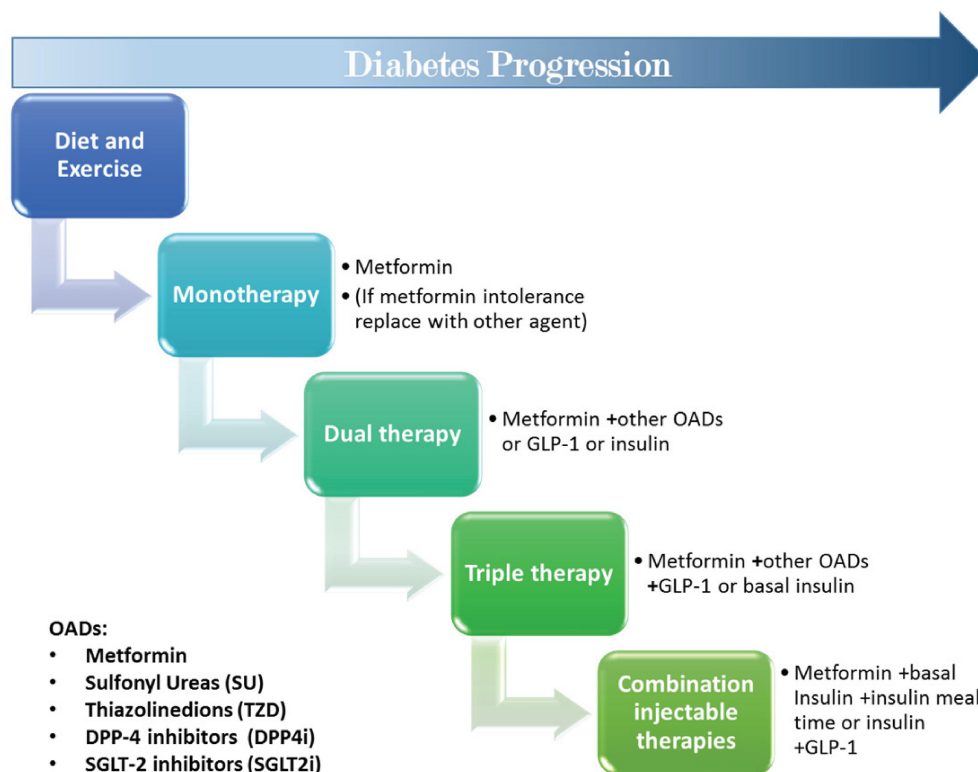 Diabetes Progression
Diet and
Exercise
Monotherapy
• Metformin
• (If metformin intolerance
replace with other agent)
Dual therapy
• Metformin +other OADs
or GLP-1 or insulin
Triple therapy
• Metformin +other OADs
+GLP-1 or basal insulin
Combination
injectable
therapies
• Metformin +basal
Insulin +insulin meal
time or insulin
+GLP-1
OADs:
• Metformin
• Sulfonyl Ureas (SU)
• Thiazolinedions (TZD)
• DPP-4 inhibitors (DPP4i)
• SGLT-2 inhibitors (SGLT2i)